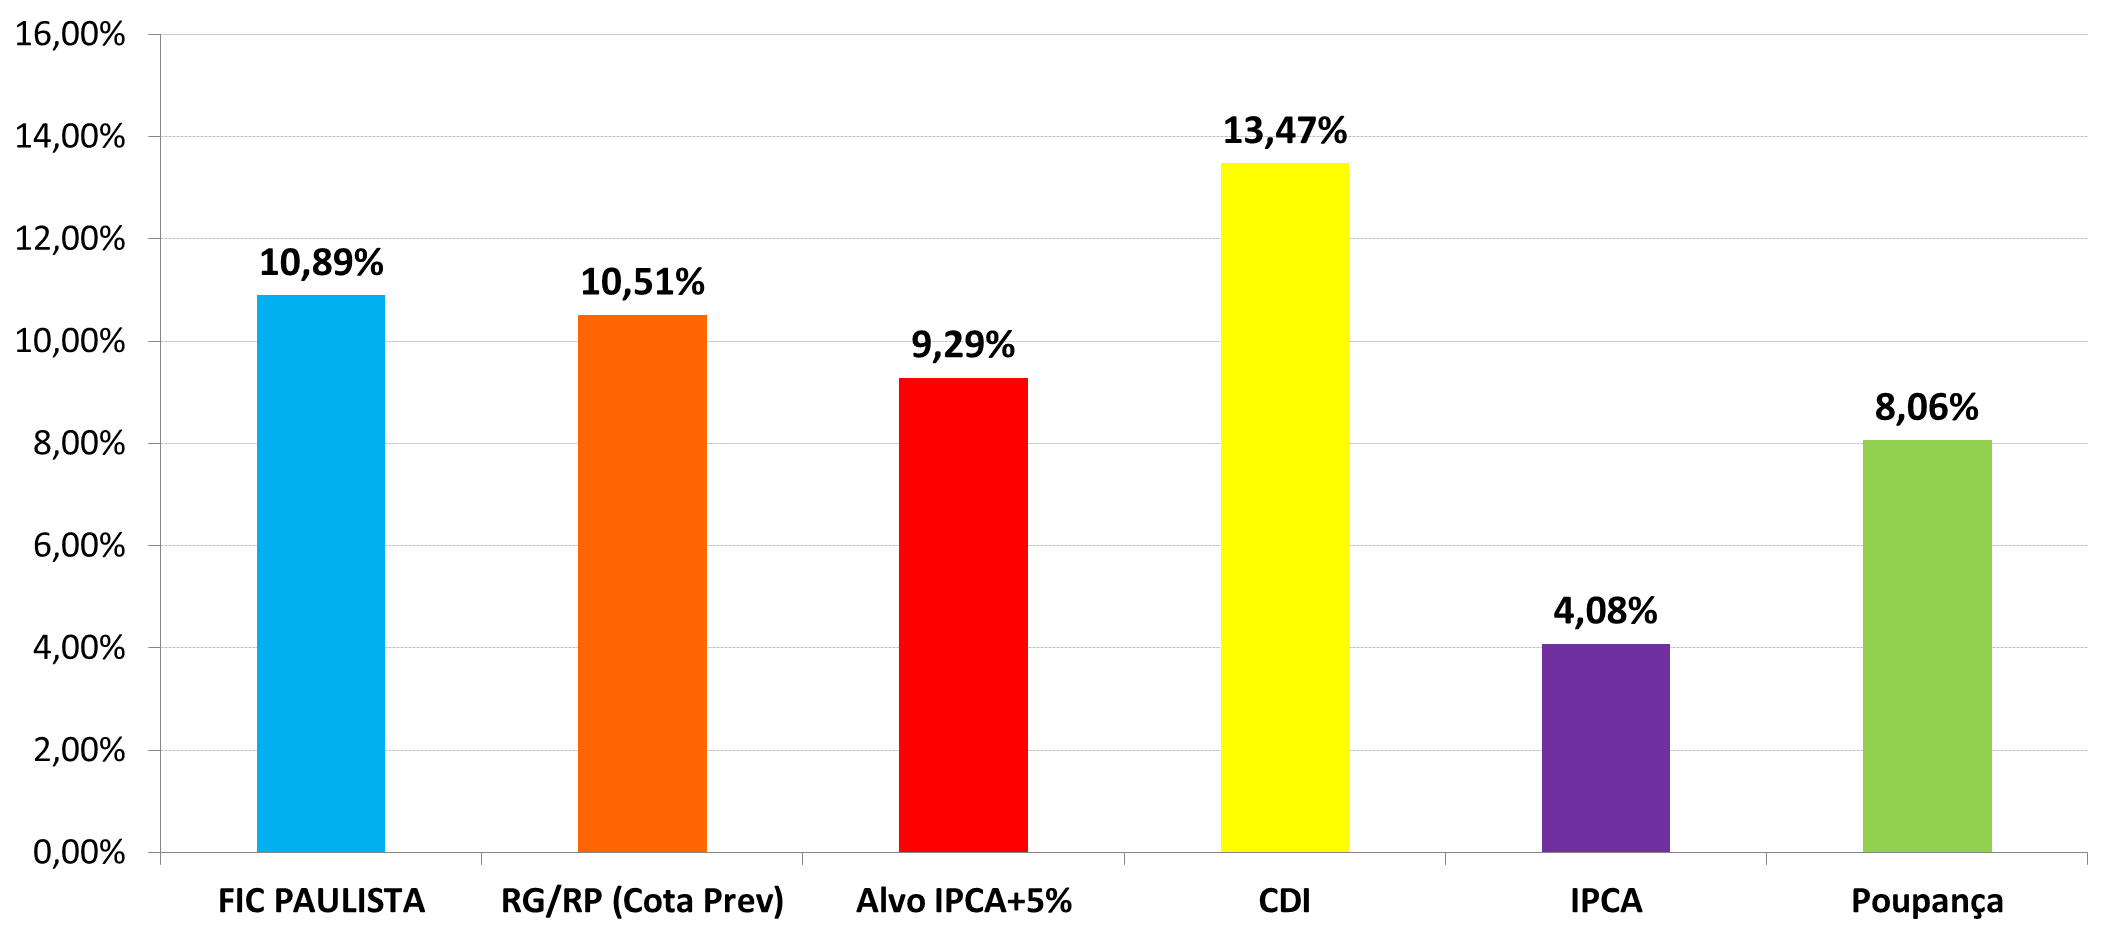 16,00%
14,00%
12,00%
10,00%
8,00%
6,00%
4,00%
2,00%
0,00%
10,89%
10,51%
9,29%
13,47%
4,08%
8,06%
FIC PAULISTA
RG/RP (Cota Prev)
Alvo IPCA+5%
CDI
IPCA
Poupança